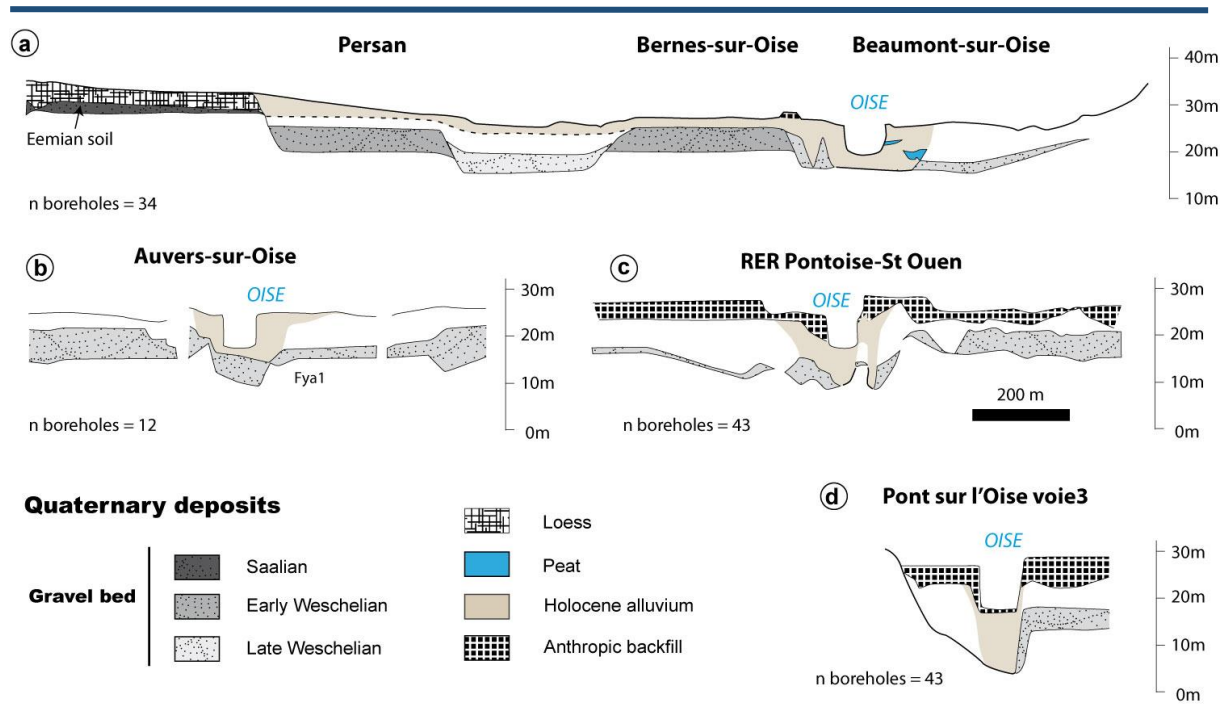 a
Persan
Bernes-sur-Oise
Beaumont-sur-Oise
OISE
Eemian soil
n boreholes = 34
40m
30m
20m
10m
b
Auvers-sur-Oise
OISE
Fya1
n boreholes = 12
30m
20m
10m
0m
c
RER Pontoise-St Ouen
OISE
200 m
n boreholes = 43
30m
20m
10m
0m
d
Pont sur l'Oise voie3
OISE
n boreholes = 43
30m
20m
10m
0m
Quaternary deposits
Gravel bed
Saalian
Early Weschelian
Late Weschelian
Loess
Peat
Holocene alluvium
Anthropic backfill